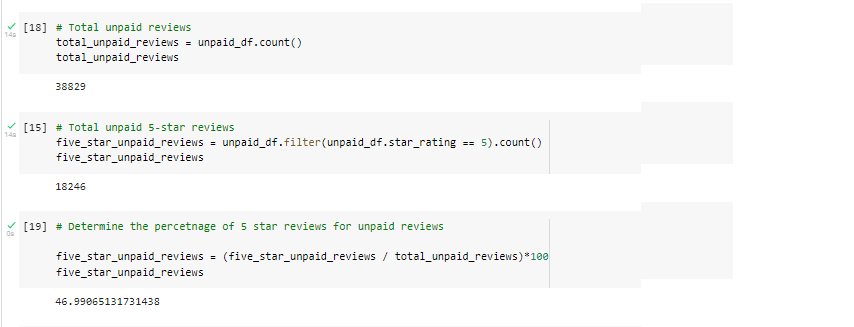 [18] # Total unpaid reviews
14s
total_unpaid_reviews = unpaid_df.count()
total_unpaid_reviews
38829
[15] # Total unpaid 5-star reviews
14s
five_star_unpaid_reviews = unpaid_df.filter(unpaid_df.star_rating == 5).count()
five_star_unpaid_reviews
18246
[19] # Determine the percetnage of 5 star reviews for unpaid reviews
0s
five_star_unpaid_reviews = (five_star_unpaid_reviews / total_unpaid_reviews)*100
five_star_unpaid_reviews
46.99065131731438